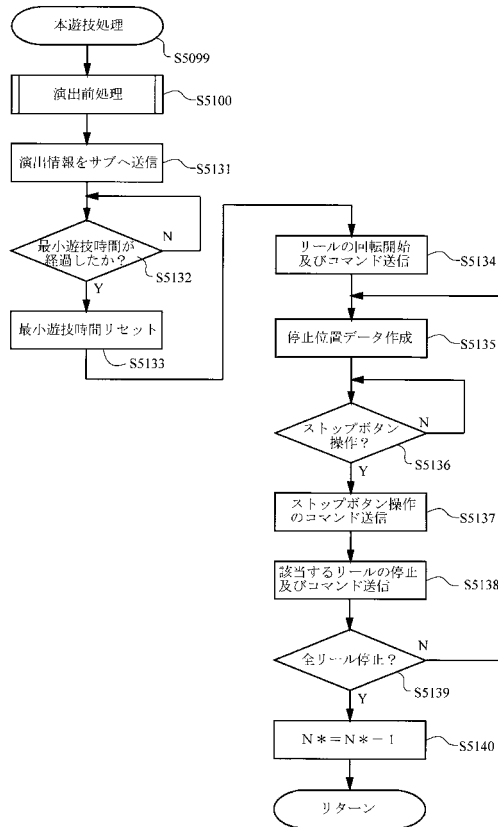 本遊技処理
S5099
演出前処理
S5100
演出情報をサブへ送信
S5131
最小遊技時間が
経過したか？
N
S5132
Y
最小遊技時間リセット
S5133
リールの回転開始
及びコマンド送信
S5134
停止位置データ作成
S5135
ストップボタン
操作？
N
S5136
Y
ストップボタン操作
のコマンド送信
S5137
該当するリールの停止
及びコマンド送信
S5138
全リール停止？
N
S5139
Y
N＊＝N＊－1
S5140
リターン